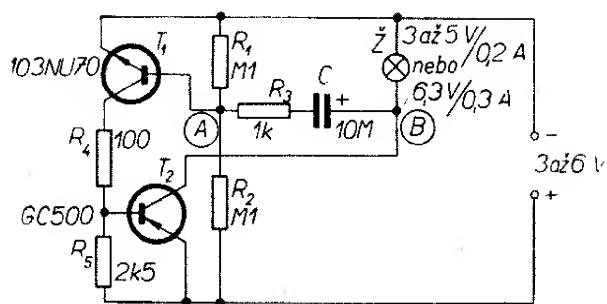 T₁
103NU70
R₁
M1
Ž
3 až 5 V/0,2 A
nebo
6,3 V/0,3 A
R₃
1k
C
+
10M
A
B
R₄
100
T₂
GC500
R₂
M1
R₅
2k5
−
3 až 6 V
+